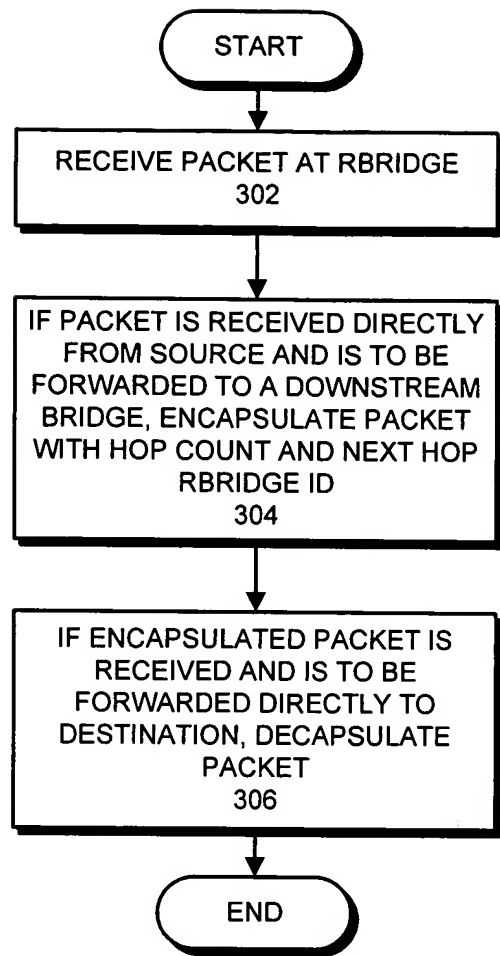 START
RECEIVE PACKET AT RBRIDGE
302
IF PACKET IS RECEIVED DIRECTLY
FROM SOURCE AND IS TO BE
FORWARDED TO A DOWNSTREAM
BRIDGE, ENCAPSULATE PACKET
WITH HOP COUNT AND NEXT HOP
RBRIDGE ID
304
IF ENCAPSULATED PACKET IS
RECEIVED AND IS TO BE
FORWARDED DIRECTLY TO
DESTINATION, DECAPSULATE
PACKET
306
END